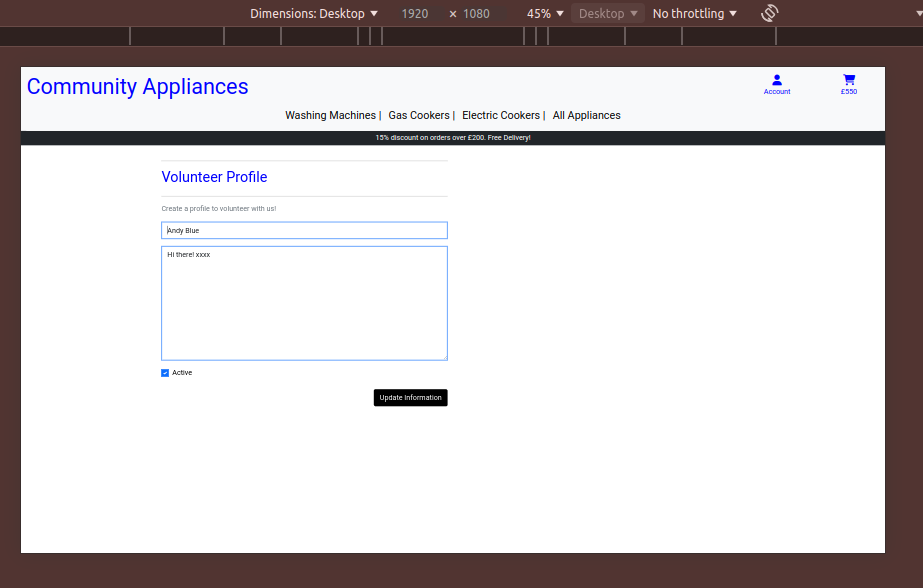 Dimensions: Desktop 1920 × 1080 45% Desktop No throttling
Community Appliances
Account £550
Washing Machines | Gas Cookers | Electric Cookers | All Appliances
15% discount on orders over £200. Free Delivery!
Volunteer Profile
Create a profile to volunteer with us!
Andy Blue
Hi there! xxxx
Active
Update Information